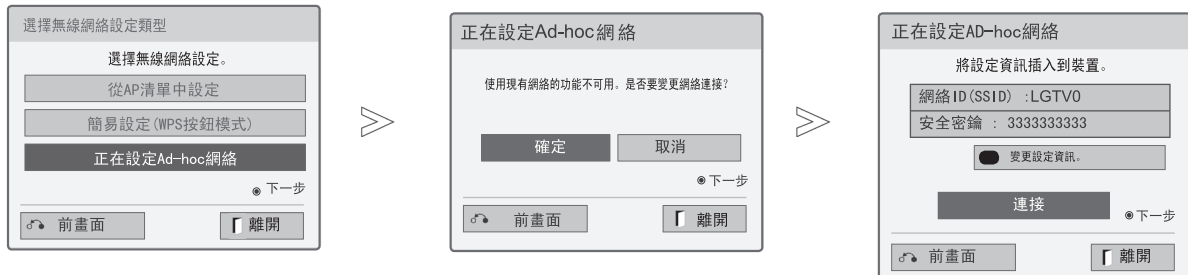 選擇無線網絡設定類型
選擇無線網絡設定。
從AP清單中設定
簡易設定(WPS按鈕模式)
正在設定Ad-hoc網絡
◉ 下一步
前畫面
離開
正在設定Ad-hoc網絡
使用現有網絡的功能不可用。是否要變更網絡連接?
確定
取消
◉下一步
前畫面
離開
正在設定AD-hoc網絡
將設定資訊插入到裝置。
網絡ID(SSID) :LGTV0
安全密鑰 : 3333333333
變更設定資訊。
連接
◉下一步
前畫面
離開